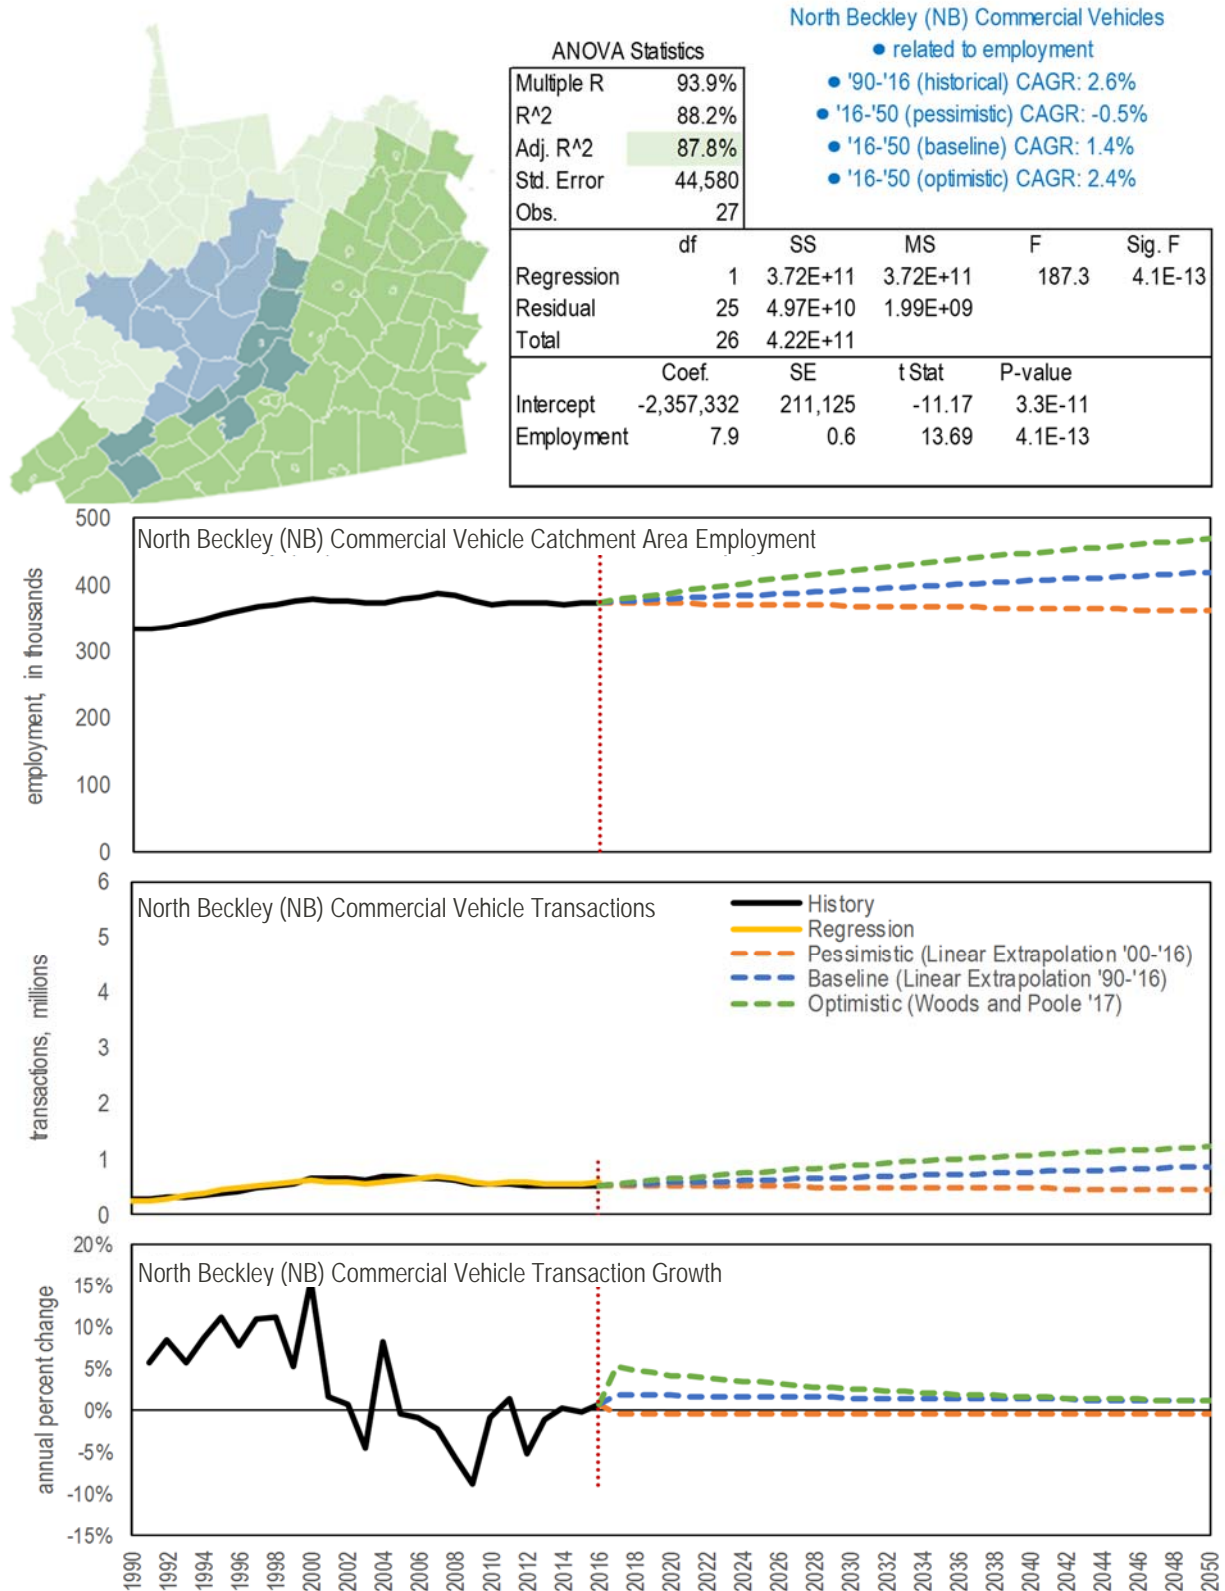 North Beckley (NB) Commercial Vehicles
● related to employment
● '90-'16 (historical) CAGR: 2.6%
● '16-'50 (pessimistic) CAGR: -0.5%
● '16-'50 (baseline) CAGR: 1.4%
● '16-'50 (optimistic) CAGR: 2.4%
ANOVA Statistics
Multiple R 93.9%
R^2 88.2%
Adj. R^2 87.8%
Std. Error 44,580
Obs. 27
df SS MS F Sig. F
Regression 1 3.72E+11 3.72E+11 187.3 4.1E-13
Residual 25 4.97E+10 1.99E+09
Total 26 4.22E+11
Coef. SE t Stat P-value
Intercept -2,357,332 211,125 -11.17 3.3E-11
Employment 7.9 0.6 13.69 4.1E-13
North Beckley (NB) Commercial Vehicle Catchment Area Employment
employment, in thousands
500
400
300
200
100
0
North Beckley (NB) Commercial Vehicle Transactions
transactions, millions
6
5
4
3
2
1
0
History
Regression
Pessimistic (Linear Extrapolation '00-'16)
Baseline (Linear Extrapolation '90-'16)
Optimistic (Woods and Poole '17)
North Beckley (NB) Commercial Vehicle Transaction Growth
annual percent change
20%
15%
10%
5%
0%
-5%
-10%
-15%
1990 1992 1994 1996 1998 2000 2002 2004 2006 2008 2010 2012 2014 2016 2018 2020 2022 2024 2026 2028 2030 2032 2034 2036 2038 2040 2042 2044 2046 2048 2050